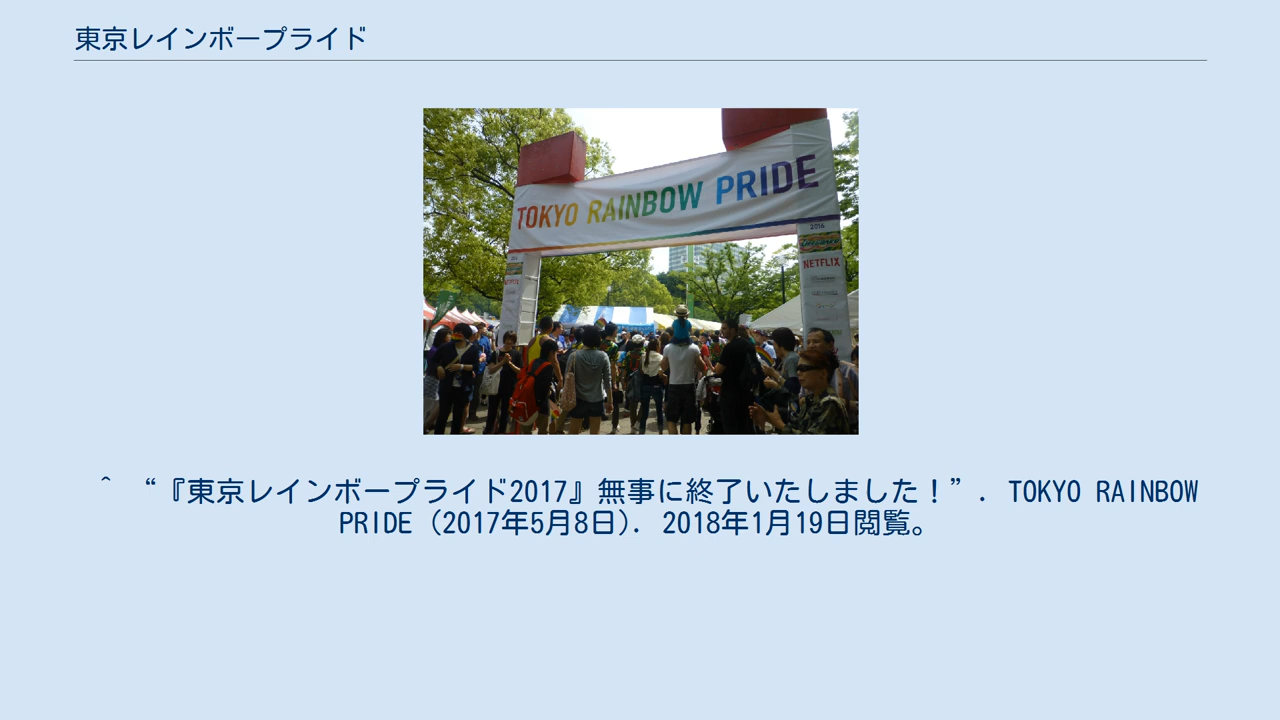 東京レインボープライド
TOKYO RAINBOW PRIDE
2016
NETFLIX
^ “『東京レインボープライド2017』無事に終了いたしました！”. TOKYO RAINBOW
PRIDE (2017年5月8日). 2018年1月19日閲覧。